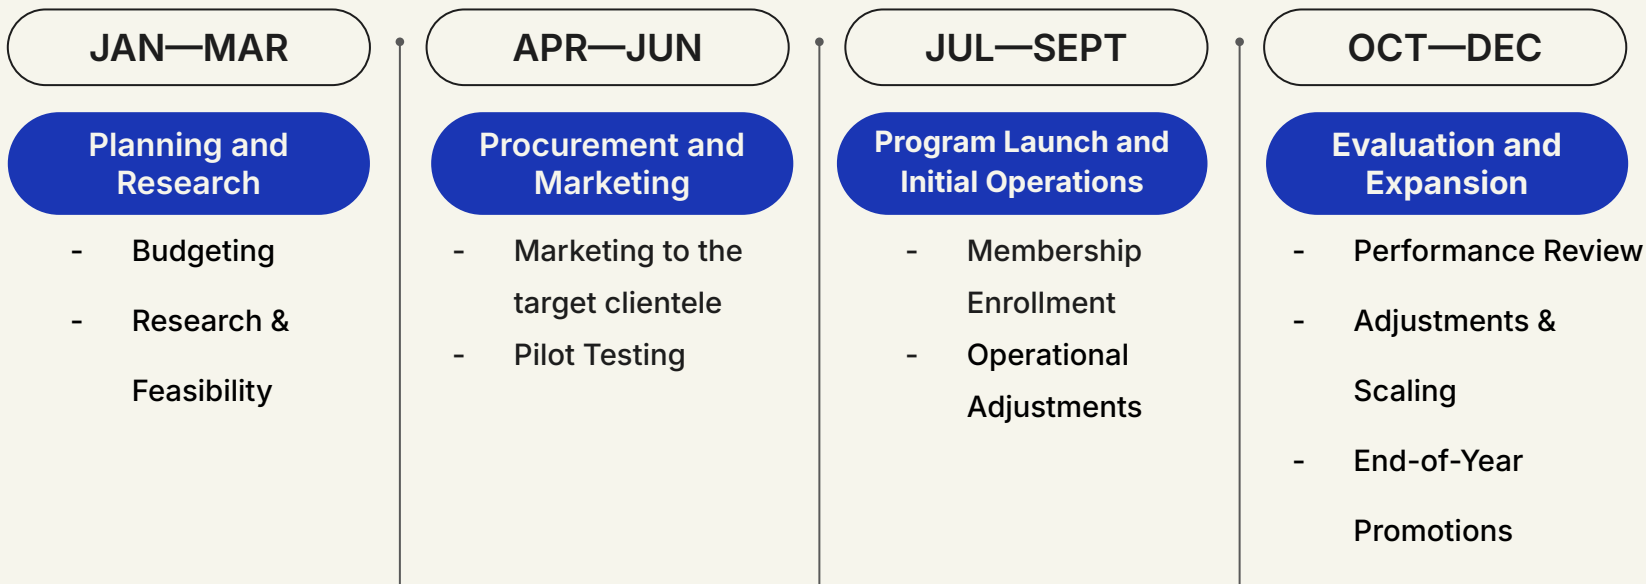 JAN—MAR
Planning and
Research
- Budgeting
- Research &
Feasibility
APR—JUN
Procurement and
Marketing
- Marketing to the
target clientele
- Pilot Testing
JUL—SEPT
Program Launch and
Initial Operations
- Membership
Enrollment
- Operational
Adjustments
OCT—DEC
Evaluation and
Expansion
- Performance Review
- Adjustments &
Scaling
- End-of-Year
Promotions